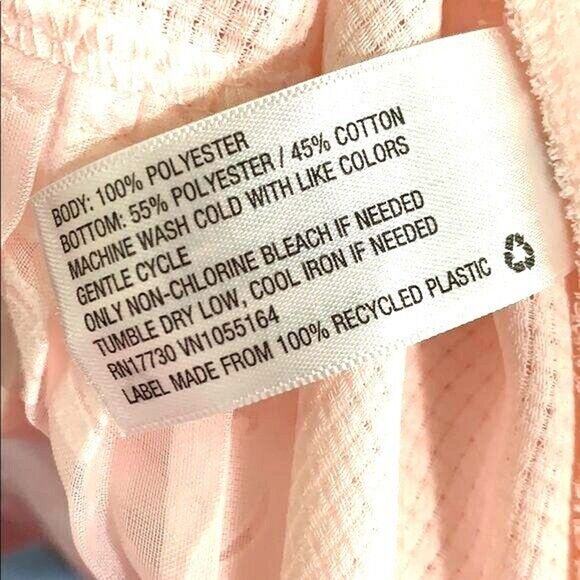 BODY: 100% POLYESTER
BOTTOM: 55% POLYESTER / 45% COTTON
MACHINE WASH COLD WITH LIKE COLORS
GENTLE CYCLE
ONLY NON-CHLORINE BLEACH IF NEEDED
TUMBLE DRY LOW, COOL IRON IF NEEDED
RN17730 VN1055164
LABEL MADE FROM 100% RECYCLED PLASTIC